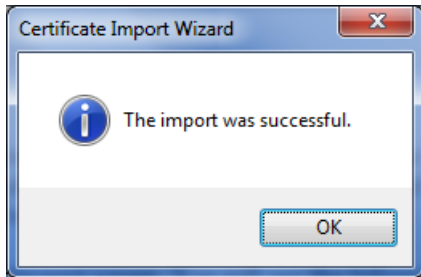 Certificate Import Wizard
The import was successful.
OK